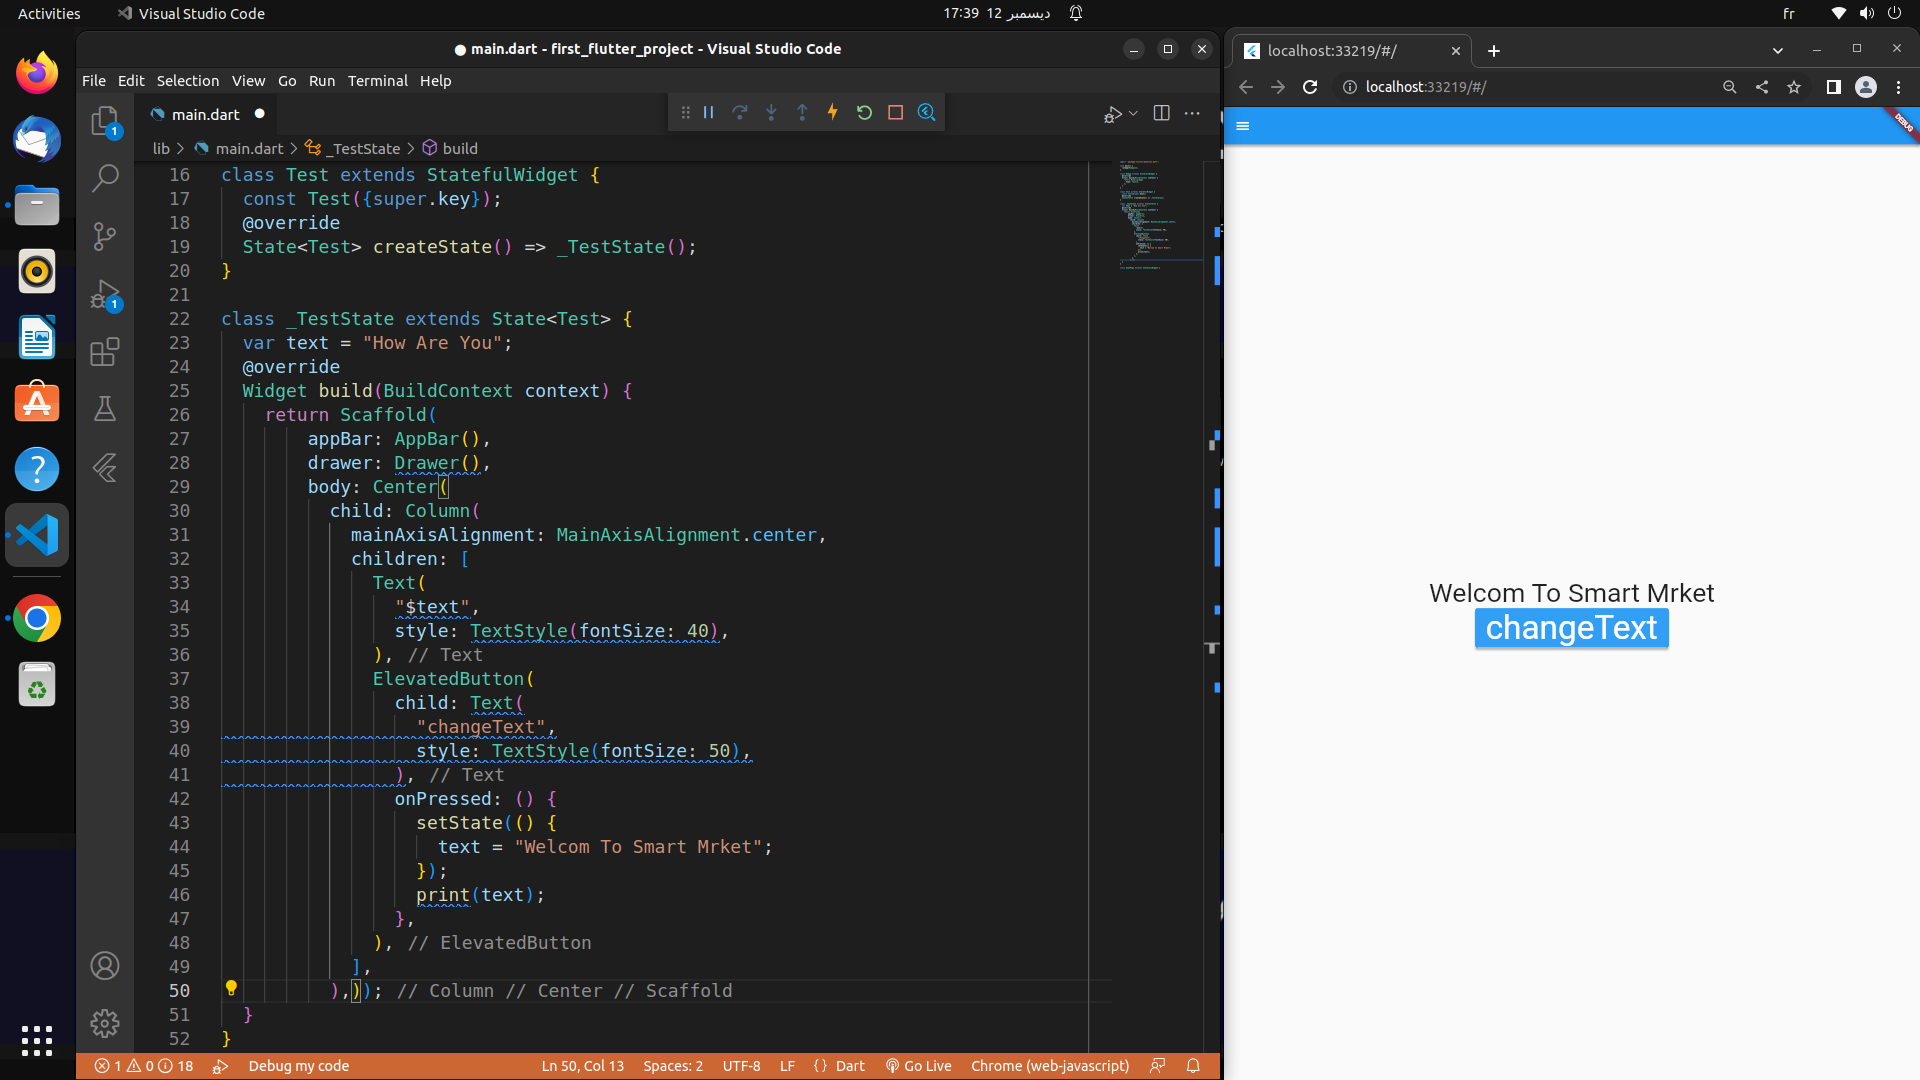 Activities
Visual Studio Code
17:39 12 ديسمبر
fr
● main.dart - first_flutter_project - Visual Studio Code
File Edit Selection View Go Run Terminal Help
main.dart
lib > main.dart > _TestState > build
16 class Test extends StatefulWidget {
17 const Test({super.key});
18 @override
19 State<Test> createState() => _TestState();
20 }
21
22 class _TestState extends State<Test> {
23 var text = "How Are You";
24 @override
25 Widget build(BuildContext context) {
26 return Scaffold(
27 appBar: AppBar(),
28 drawer: Drawer(),
29 body: Center(
30 child: Column(
31 mainAxisAlignment: MainAxisAlignment.center,
32 children: [
33 Text(
34 "$text",
35 style: TextStyle(fontSize: 40),
36 ), // Text
37 ElevatedButton(
38 child: Text(
39 "changeText",
40 style: TextStyle(fontSize: 50),
41 ), // Text
42 onPressed: () {
43 setState(() {
44 text = "Welcom To Smart Mrket";
45 });
46 print(text);
47 },
48 ), // ElevatedButton
49 ],
50 ),)); // Column // Center // Scaffold
51 }
52 }
1
1
1 0 18 Debug my code Ln 50, Col 13 Spaces: 2 UTF-8 LF {} Dart Go Live Chrome (web-javascript)
localhost:33219/#/
localhost:33219/#/
DEBUG
Welcom To Smart Mrket
changeText